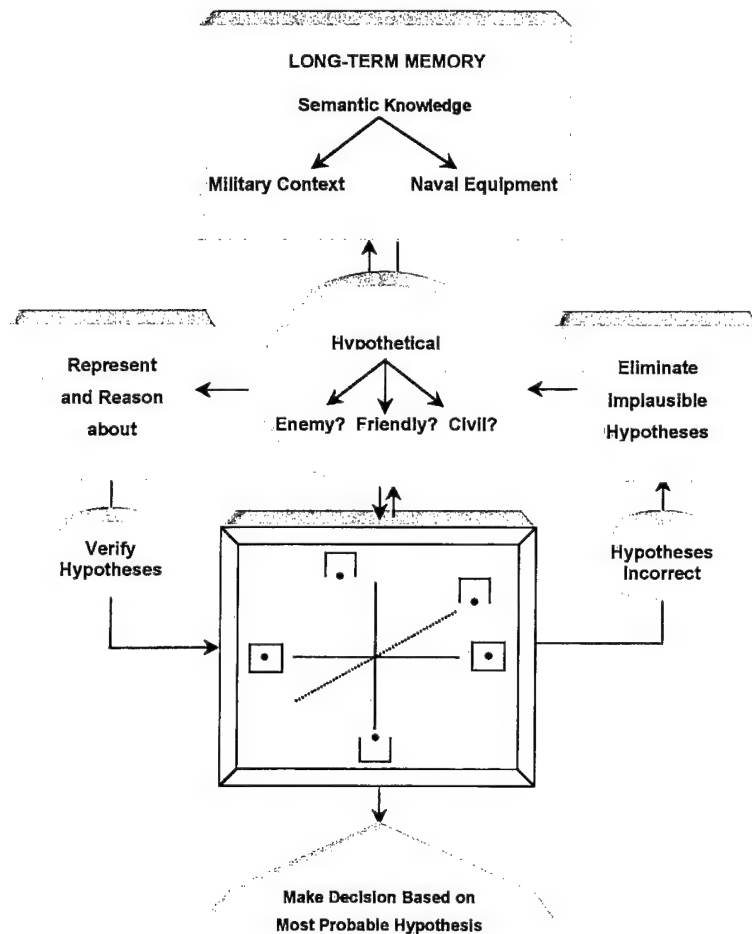 LONG-TERM MEMORY
Semantic Knowledge
Military Context Naval Equipment
Hypothetical
Enemy? Friendly? Civil?
Represent
and Reason
about
Eliminate
Implausible
Hypotheses
Verify
Hypotheses
Hypotheses
Incorrect
Make Decision Based on
Most Probable Hypothesis